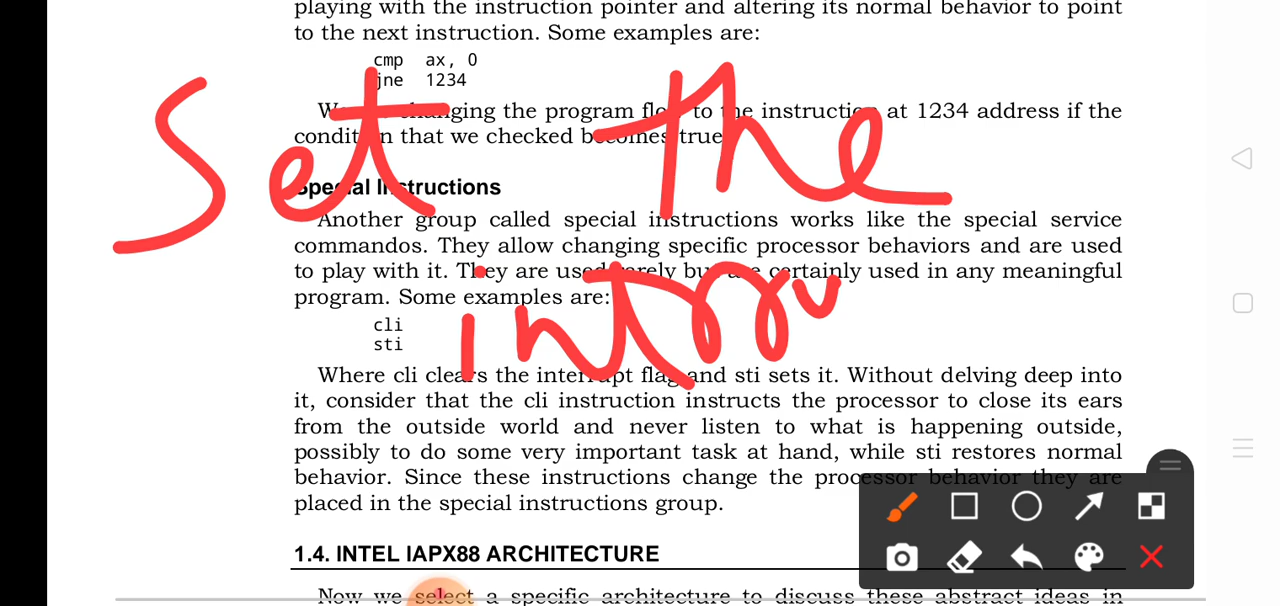 playing with the instruction pointer and altering its normal behavior to point
to the next instruction. Some examples are:
cmp ax, 0
jne 1234
We are changing the program flow to the instruction at 1234 address if the
condition that we checked becomes true.
Set the
Special Instructions
Another group called special instructions works like the special service
commandos. They allow changing specific processor behaviors and are used
to play with it. They are used rarely but are certainly used in any meaningful
program. Some examples are:
intrru
cli
sti
Where cli clears the interrupt flag and sti sets it. Without delving deep into
it, consider that the cli instruction instructs the processor to close its ears
from the outside world and never listen to what is happening outside,
possibly to do some very important task at hand, while sti restores normal
behavior. Since these instructions change the processor behavior they are
placed in the special instructions group.
1.4. INTEL IAPX88 ARCHITECTURE
Now we select a specific architecture to discuss these abstract ideas in